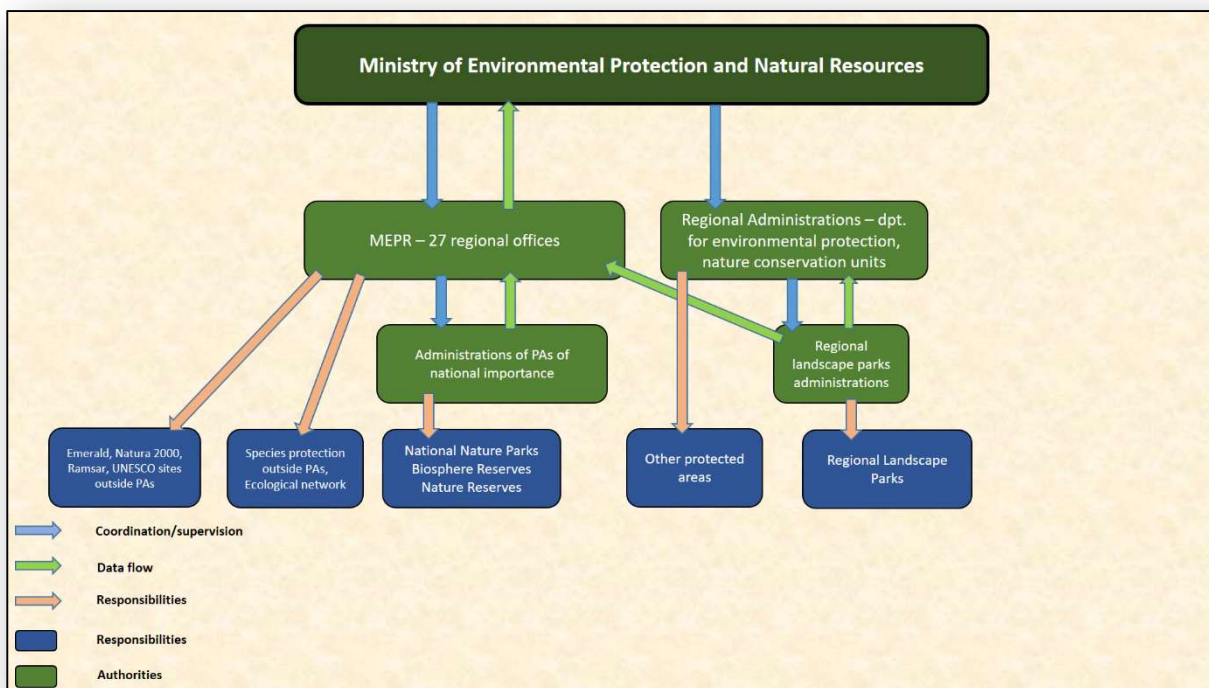 Ministry of Environmental Protection and Natural Resources
MEPR – 27 regional offices
Regional Administrations – dpt.
for environmental protection,
nature conservation units
Administrations of PAs of
national importance
Regional
landscape parks
administrations
Emerald, Natura 2000,
Ramsar, UNESCO sites
outside PAs
Species protection
outside PAs,
Ecological network
National Nature Parks
Biosphere Reserves
Nature Reserves
Other protected
areas
Regional Landscape
Parks
Coordination/supervision
Data flow
Responsibilities
Responsibilities
Authorities